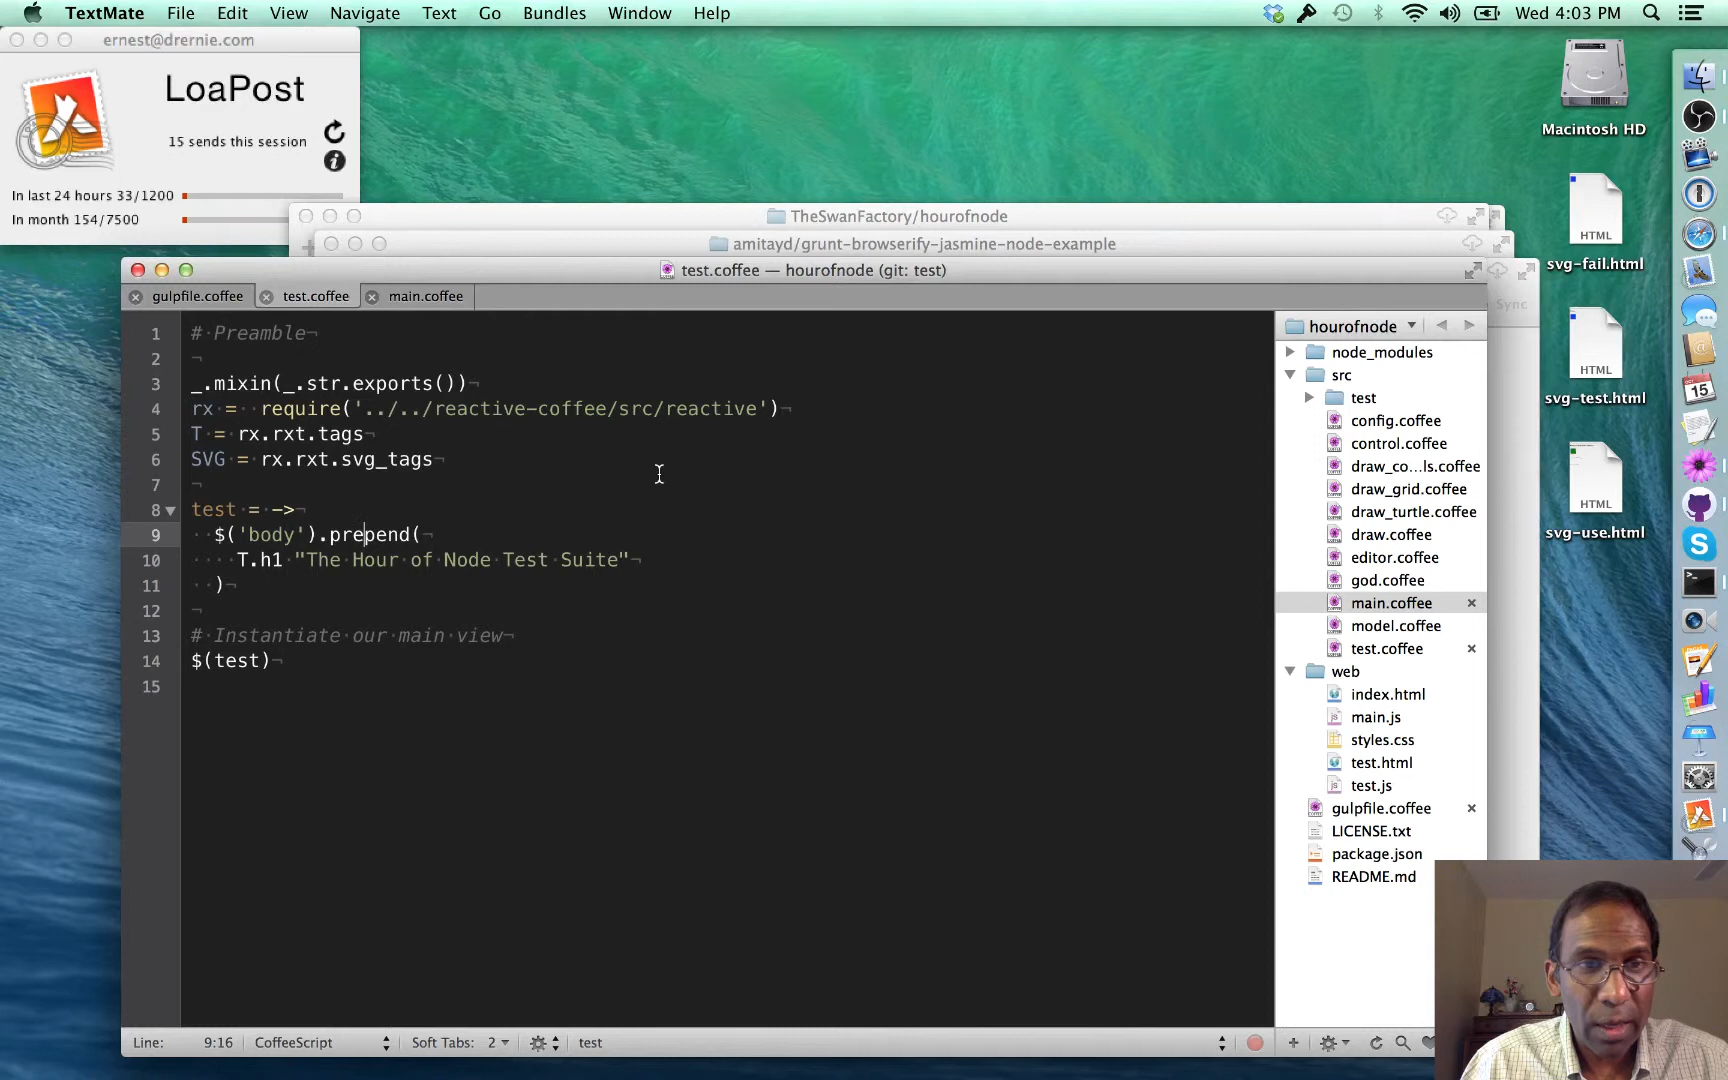 TextMate File Edit View Navigate Text Go Bundles Window Help
Wed 4:03 PM
ernest@drernie.com
LoaPost
15 sends this session
In last 24 hours 33/1200
In month 154/7500
Macintosh HD
HTML
svg-fail.html
HTML
svg-test.html
HTML
svg-use.html
15
TheSwanFactory/hourofnode
amitayd/grunt-browserify-jasmine-node-example
Sync
test.coffee — hourofnode (git: test)
gulpfile.coffee test.coffee main.coffee
1 #·Preamble¬
2 ¬
3 _.mixin(_.str.exports())¬
4 rx·=··require('../../reactive-coffee/src/reactive')¬
5 T·=·rx.rxt.tags¬
6 SVG·=·rx.rxt.svg_tags¬
7 ¬
8 test·=·->¬
9 ··$('body').prepend(¬
10 ····T.h1·"The·Hour·of·Node·Test·Suite"¬
11 ··)¬
12 ¬
13 #·Instantiate·our·main·view¬
14 $(test)¬
15
hourofnode
node_modules
src
test
config.coffee
control.coffee
draw_co...ls.coffee
draw_grid.coffee
draw_turtle.coffee
draw.coffee
editor.coffee
god.coffee
main.coffee
model.coffee
test.coffee
web
index.html
main.js
styles.css
test.html
test.js
gulpfile.coffee
LICENSE.txt
package.json
README.md
Line: 9:16 CoffeeScript Soft Tabs: 2 test